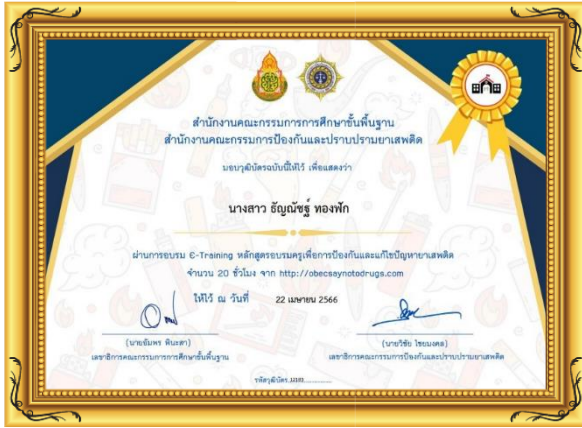 สำนักงานคณะกรรมการการศึกษาขั้นพื้นฐาน
สำนักงานคณะกรรมการป้องกันและปราบปรามยาเสพติด
มอบวุฒิบัตรฉบับนี้ให้ไว้ เพื่อแสดงว่า
นางสาว ธัญณัชฐ์ ทองฟัก
ผ่านการอบรม E-Training หลักสูตรอบรมครูเพื่อการป้องกันและแก้ไขปัญหายาเสพติด
จำนวน 20 ชั่วโมง จาก http://obecsaynotodrugs.com
ให้ไว้ ณ วันที่ 22 เมษายน 2566
(นายอัมพร พินะสา)
เลขาธิการคณะกรรมการการศึกษาขั้นพื้นฐาน
(นายวิชัย ไชยมงคล)
เลขาธิการคณะกรรมการป้องกันและปราบปรามยาเสพติด
รหัสวุฒิบัตร